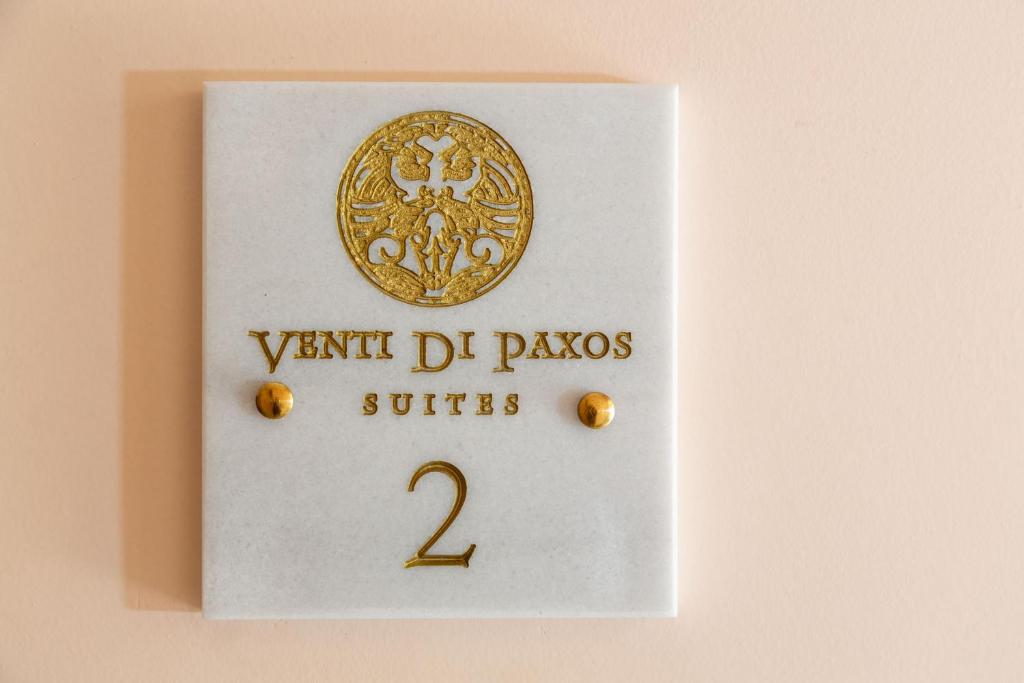 VENTI DI PAXOS
SUITES
2